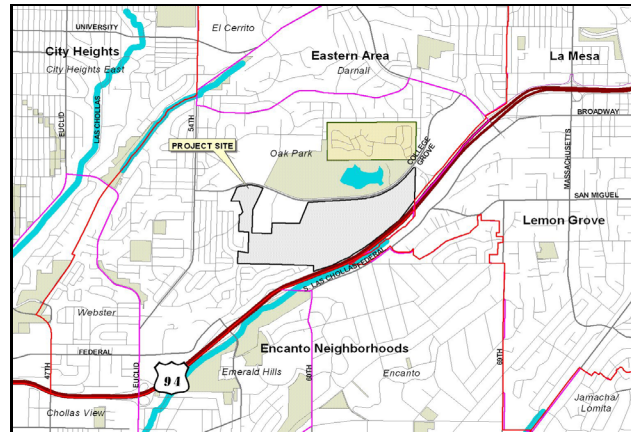 El Cerrito
UNIVERSITY
City Heights
Eastern Area
La Mesa
City Heights East
Darnall
LAS CHOLLAS
EUCLID
54TH
BROADWAY
PROJECT SITE
Oak Park
COLLEGE
GROVE
MASSACHUSETTS
SAN MIGUEL
Lemon Grove
S LAS CHOLLAS
FEDERAL
Webster
Encanto Neighborhoods
FEDERAL
47TH
EUCLID
94
Emerald Hills
60TH
Encanto
69TH
Chollas View
Jamacha/
Lomita